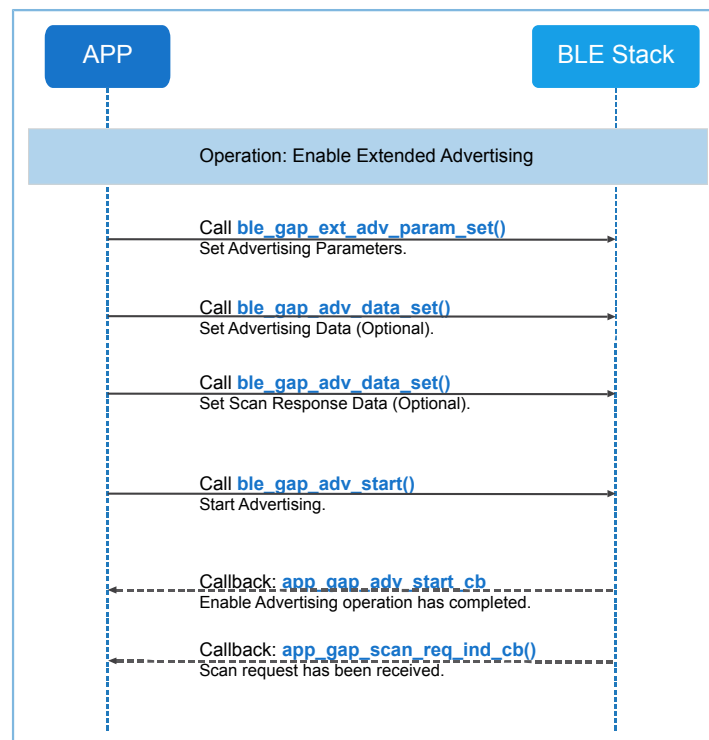 APP
BLE Stack
Operation: Enable Extended Advertising
Call ble_gap_ext_adv_param_set()
Set Advertising Parameters.
Call ble_gap_adv_data_set()
Set Advertising Data (Optional).
Call ble_gap_adv_data_set()
Set Scan Response Data (Optional).
Call ble_gap_adv_start()
Start Advertising.
Callback: app_gap_adv_start_cb
Enable Advertising operation has completed.
Callback: app_gap_scan_req_ind_cb()
Scan request has been received.